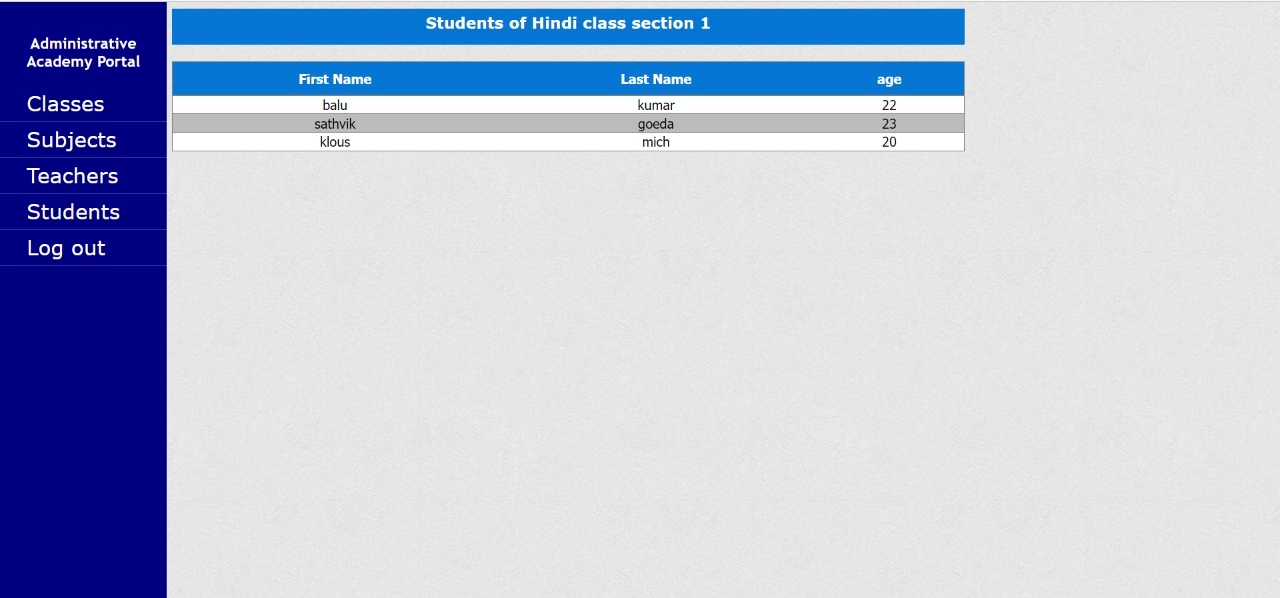 Administrative
Academy Portal
Classes
Subjects
Teachers
Students
Log out
Students of Hindi class section 1
First Name Last Name age
balu kumar 22
sathvik goeda 23
klous mich 20